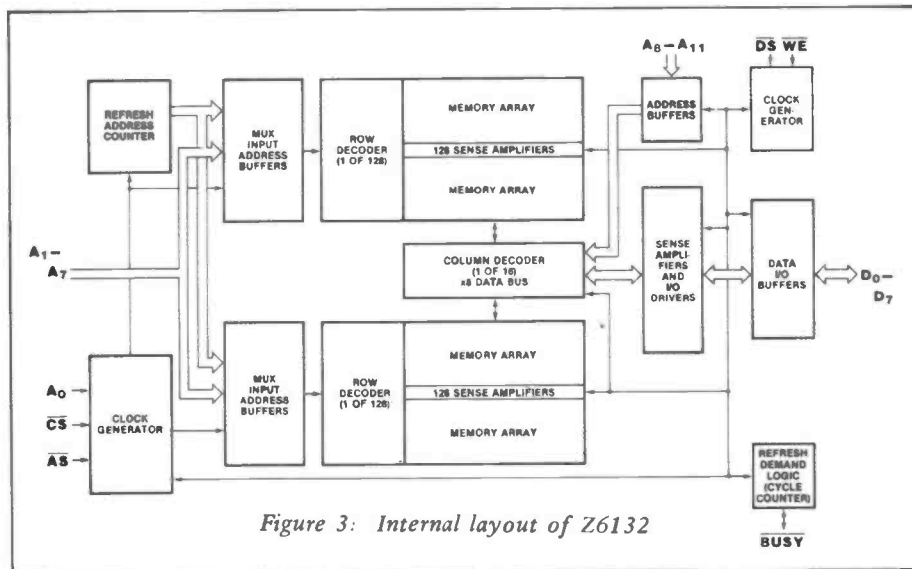 A8–A11
DS WE
REFRESH
ADDRESS
COUNTER
MUX
INPUT
ADDRESS
BUFFERS
ROW
DECODER
(1 OF 128)
MEMORY ARRAY
128 SENSE AMPLIFIERS
MEMORY ARRAY
ADDRESS
BUFFERS
CLOCK
GEN-
ERATOR
A1–
A7
COLUMN DECODER
(1 OF 16)
x8 DATA BUS
SENSE
AMPLI-
FIERS
AND
I/O
DRIVERS
DATA
I/O
BUFFERS
D0–
D7
A0
CS
AS
CLOCK
GENERATOR
MUX
INPUT
ADDRESS
BUFFERS
ROW
DECODER
(1 OF 128)
MEMORY ARRAY
128 SENSE AMPLIFIERS
MEMORY ARRAY
REFRESH
DEMAND
LOGIC
(CYCLE
COUNTER)
BUSY
Figure 3: Internal layout of Z6132